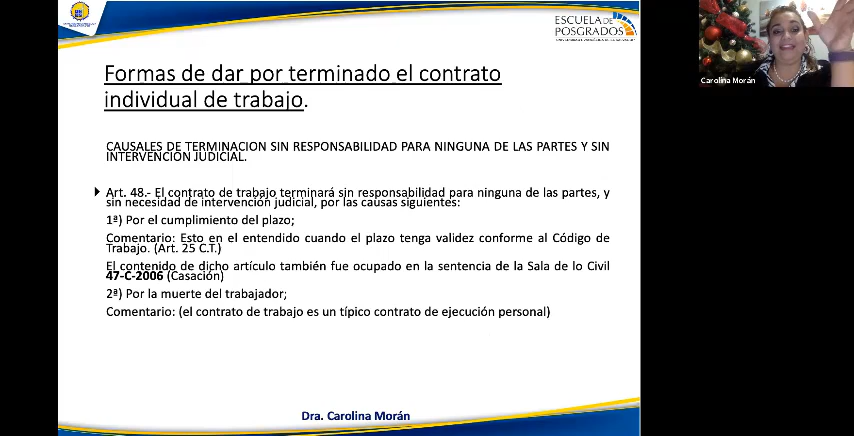 ESCUELA DE
POSGRADOS
Carolina Morán
Formas de dar por terminado el contrato
individual de trabajo.
CAUSALES DE TERMINACION SIN RESPONSABILIDAD PARA NINGUNA DE LAS PARTES Y SIN
INTERVENCIÓN JUDICIAL.
Art. 48.- El contrato de trabajo terminará sin responsabilidad para ninguna de las partes, y
sin necesidad de intervención judicial, por las causas siguientes:
1ª) Por el cumplimiento del plazo;
Comentario: Esto en el entendido cuando el plazo tenga validez conforme al Código de
Trabajo. (Art. 25 C.T.)
El contenido de dicho artículo también fue ocupado en la sentencia de la Sala de lo Civil
47-C-2006 (Casación)
2ª) Por la muerte del trabajador;
Comentario: (el contrato de trabajo es un típico contrato de ejecución personal)
Dra. Carolina Morán